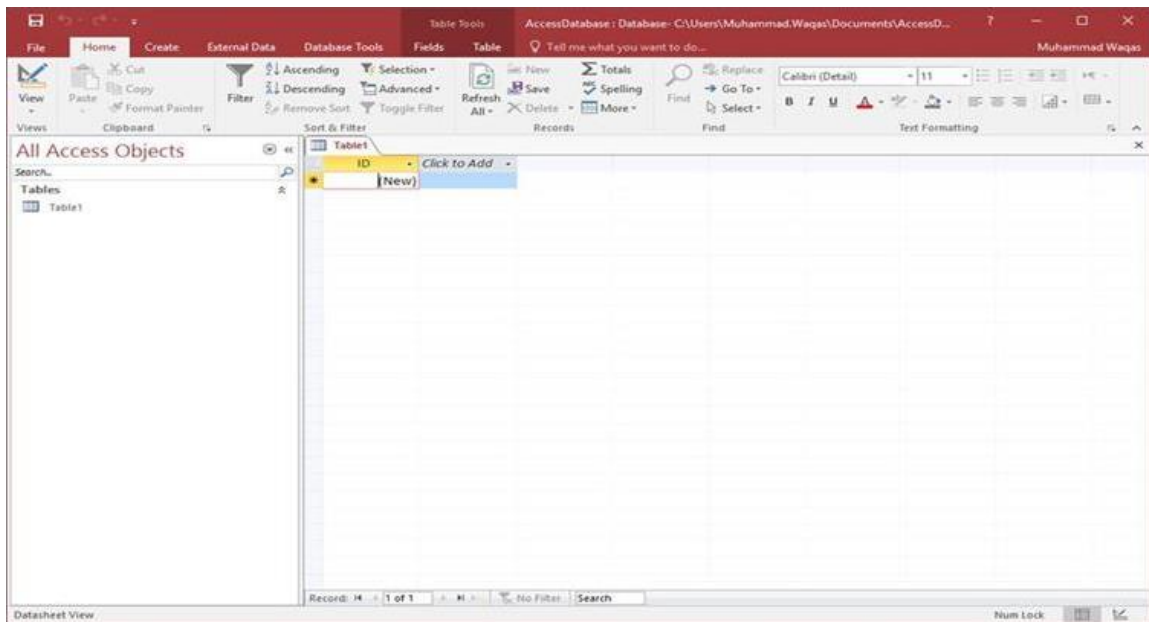 Table Tools AccessDatabase : Database- C:\Users\Muhammad.Waqas\Documents\AccessD... ?
File Home Create External Data Database Tools Fields Table Tell me what you want to do... Muhammad Waqas
View
Paste
Cut
Copy
Format Painter
Filter
Ascending
Descending
Remove Sort
Selection
Advanced
Toggle Filter
Refresh
All
New
Save
Delete
Totals
Spelling
More
Find
Replace
Go To
Select
Calibri (Detail) 11
B I U A
Views Clipboard Sort & Filter Records Find Text Formatting
All Access Objects
Search...
Tables
Table1
Table1
ID Click to Add
(New)
Record: 1 of 1 No Filter Search
Datasheet View Num Lock